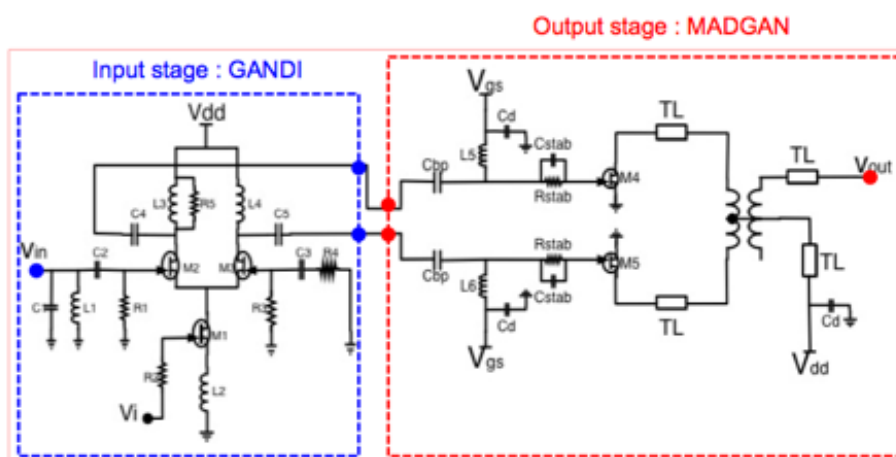 Output stage : MADGAN
Input stage : GANDI
Vdd
Vgs
Cd
L5
Cstab
Rstab
M4
TL
TL
Vout
Cbp
L3
R5
L4
C4
C5
Vin
C2
M2
M3
C3
R4
C
L1
R1
R3
M1
R2
L2
Vi
Cbp
Rstab
M5
Cstab
L6
Cd
Vgs
TL
TL
Cd
Vdd